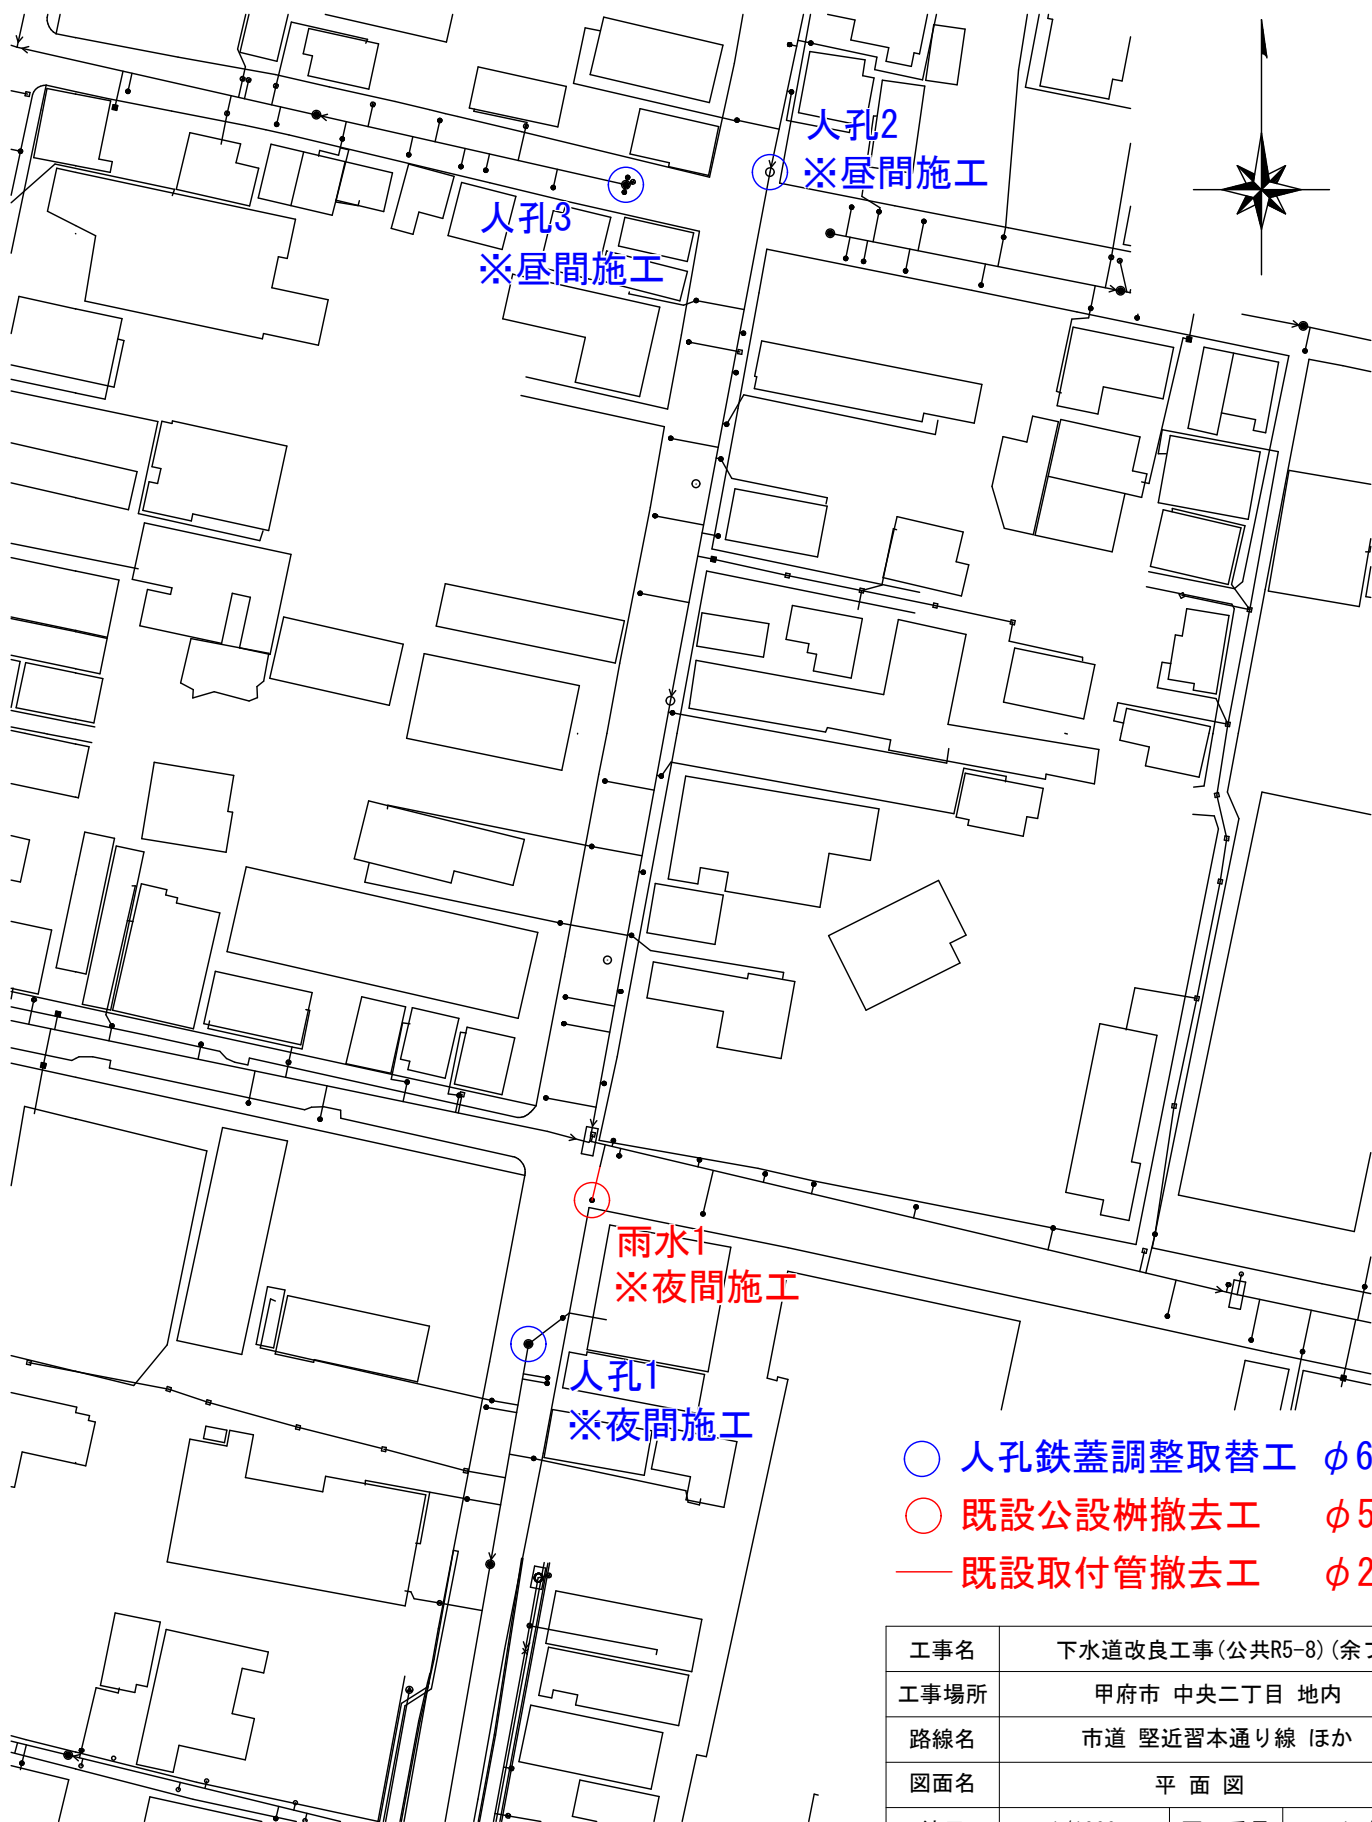 人孔2
※昼間施工
人孔3
※昼間施工
雨水1
※夜間施工
人孔1
※夜間施工
人孔鉄蓋調整取替工 φ6
既設公設桝撤去工 φ5
既設取付管撤去工 φ2
工事名 下水道改良工事(公共R5-8)(余
工事場所 甲府市 中央二丁目 地内
路線名 市道 堅近習本通り線 ほか
図面名 平面図